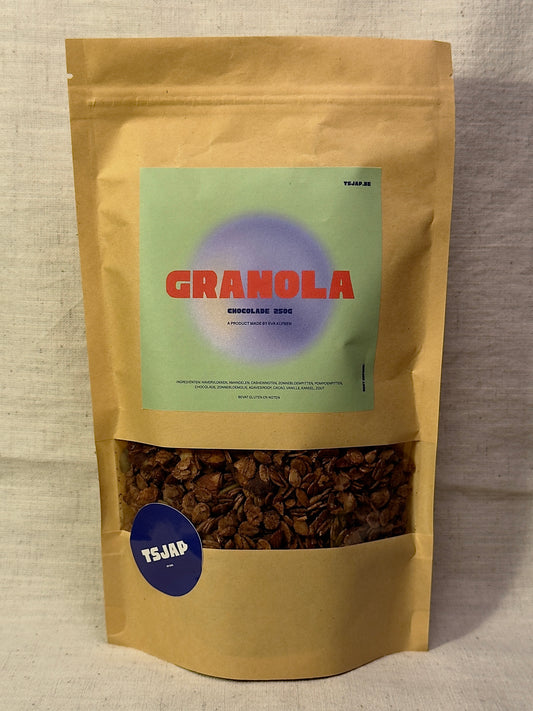 TSJAP.BE
GRANOLA
CHOCOLADE 250G
A PRODUCT MADE BY EVA KIJPERS
INGREDIËNTEN: HAVERVLOKKEN, AMANDELEN, CASHEWNOTEN, ZONNEBLOEMPITTEN, POMPOENPITTEN,
CHOCOLADE, ZONNEBLOEMOLIE, AGAVESIROOP, CACAO, VANILLE, KANEEL, ZOUT
BEVAT GLUTEN EN NOTEN
TSJAP